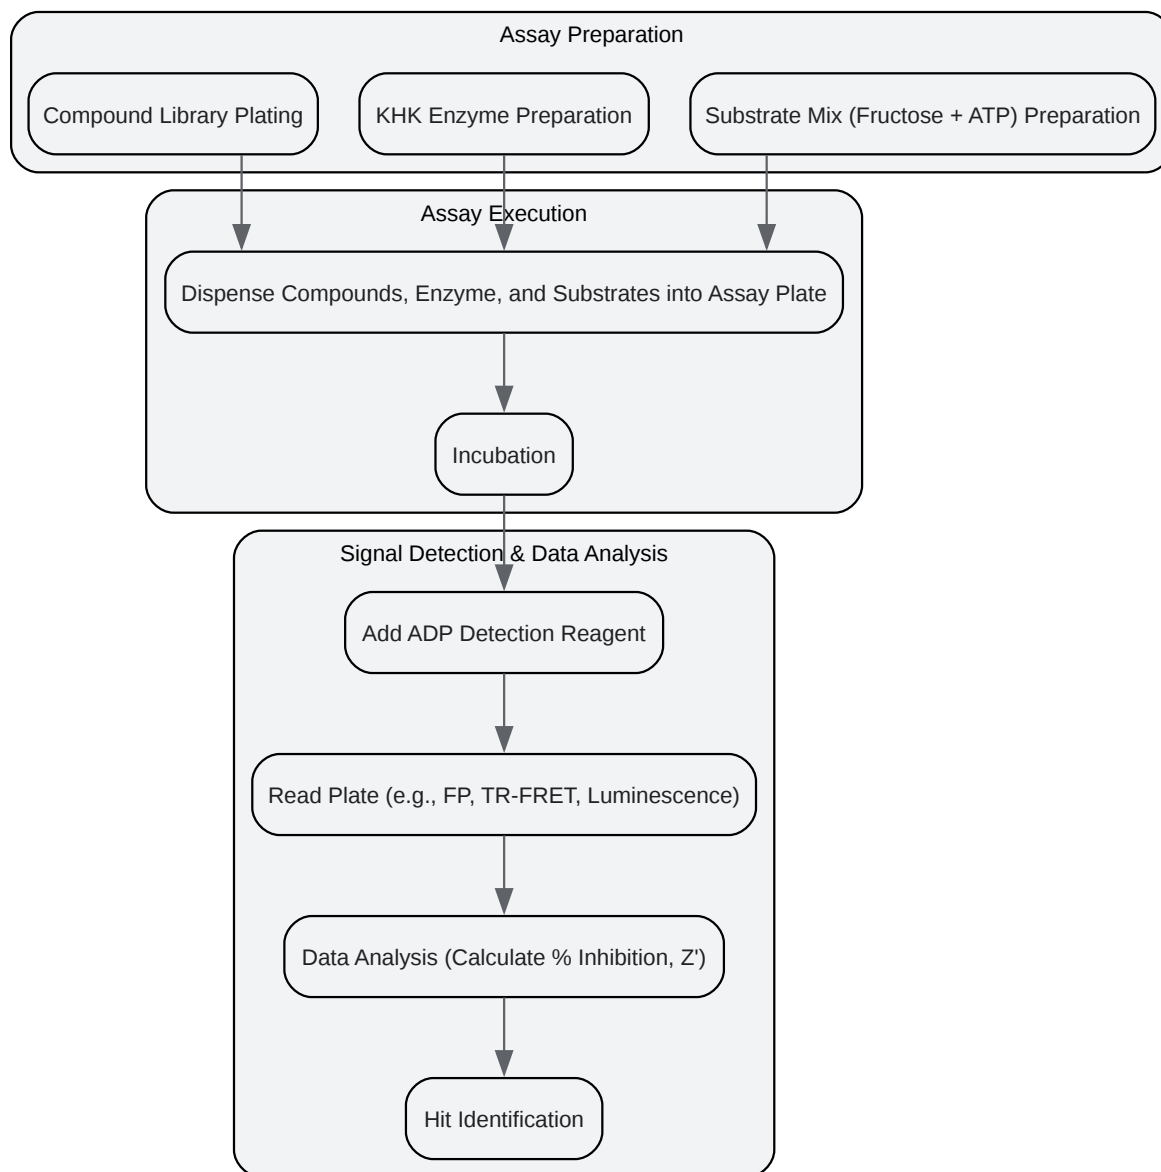 Assay Preparation
Compound Library Plating
KHK Enzyme Preparation
Substrate Mix (Fructose + ATP) Preparation
Assay Execution
Dispense Compounds, Enzyme, and Substrates into Assay Plate
Incubation
Signal Detection & Data Analysis
Add ADP Detection Reagent
Read Plate (e.g., FP, TR-FRET, Luminescence)
Data Analysis (Calculate % Inhibition, Z')
Hit Identification